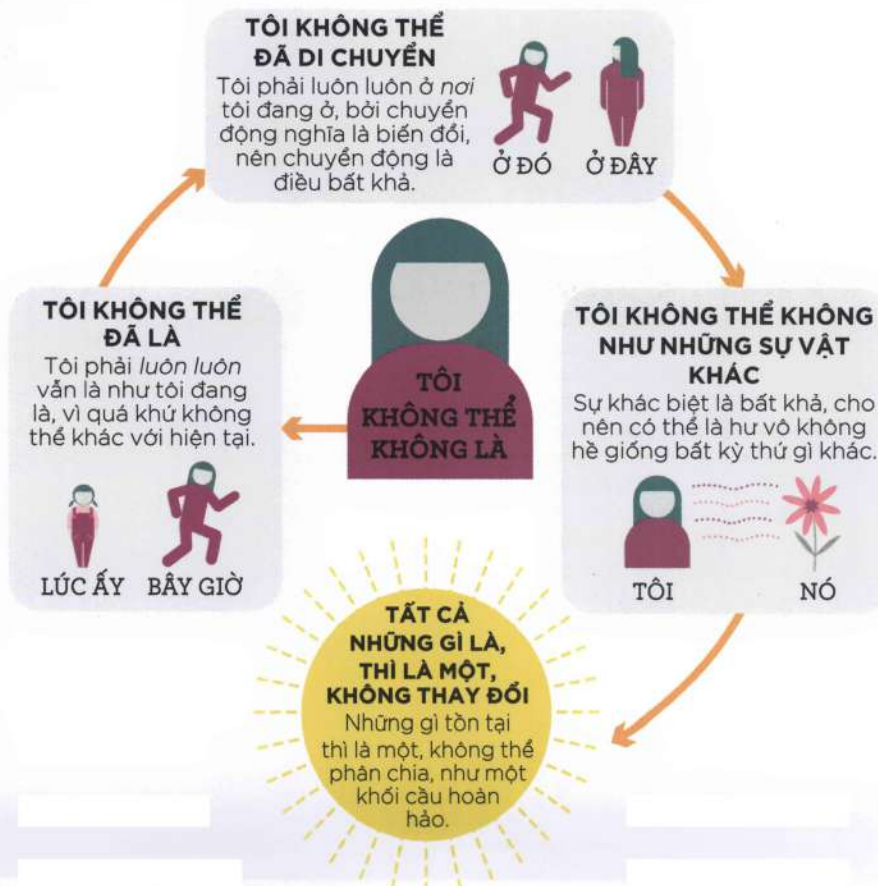 TÔI KHÔNG THỂ
ĐÃ DI CHUYỂN
Tôi phải luôn luôn ở nơi
tôi đang ở, bởi chuyển
động nghĩa là biến đổi,
nên chuyển động là
điều bất khả.
Ở ĐÓ
Ở ĐÂY
TÔI
KHÔNG THỂ
KHÔNG LÀ
TÔI KHÔNG THỂ
ĐÃ LÀ
Tôi phải luôn luôn
vẫn là như tôi đang
là, vì quá khứ không
thể khác với hiện tại.
LÚC ẤY
BÂY GIỜ
TÔI KHÔNG THỂ KHÔNG
NHƯ NHỮNG SỰ VẬT
KHÁC
Sự khác biệt là bất khả, cho
nên có thể là hư vô không
hề giống bất kỳ thứ gì khác.
TÔI
NÓ
TẤT CẢ
NHỮNG GÌ LÀ,
THÌ LÀ MỘT,
KHÔNG THAY ĐỔI
Những gì tồn tại
thì là một, không thể
phân chia, như một
khối cầu hoàn
hảo.